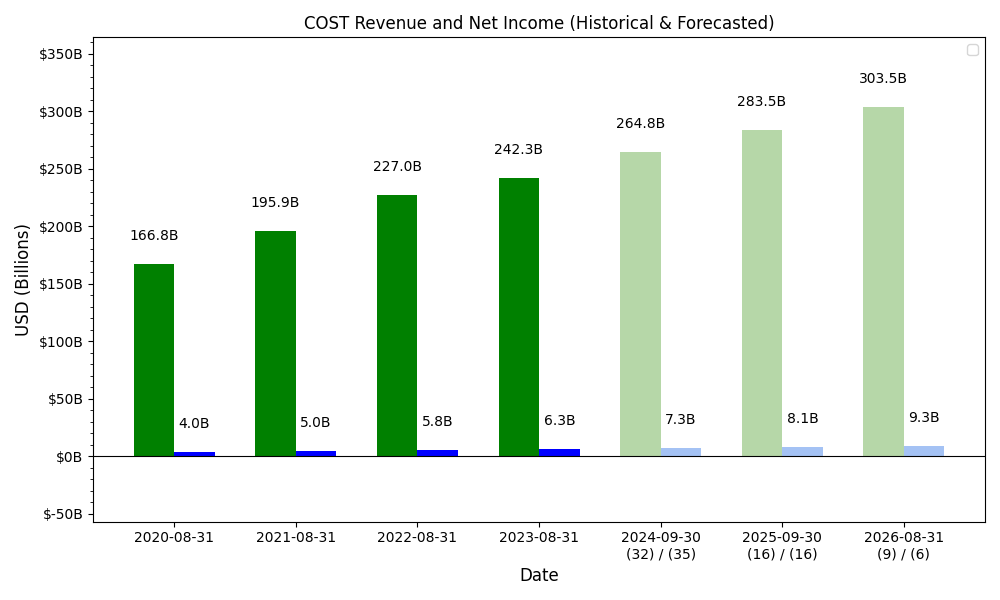 COST Revenue and Net Income (Historical & Forecasted)
USD (Billions)
$350B
$300B
$250B
$200B
$150B
$100B
$50B
$0B
$-50B
166.8B
4.0B
195.9B
5.0B
227.0B
5.8B
242.3B
6.3B
264.8B
7.3B
283.5B
8.1B
303.5B
9.3B
2020-08-31
2021-08-31
2022-08-31
2023-08-31
2024-09-30
(32) / (35)
2025-09-30
(16) / (16)
2026-08-31
(9) / (6)
Date